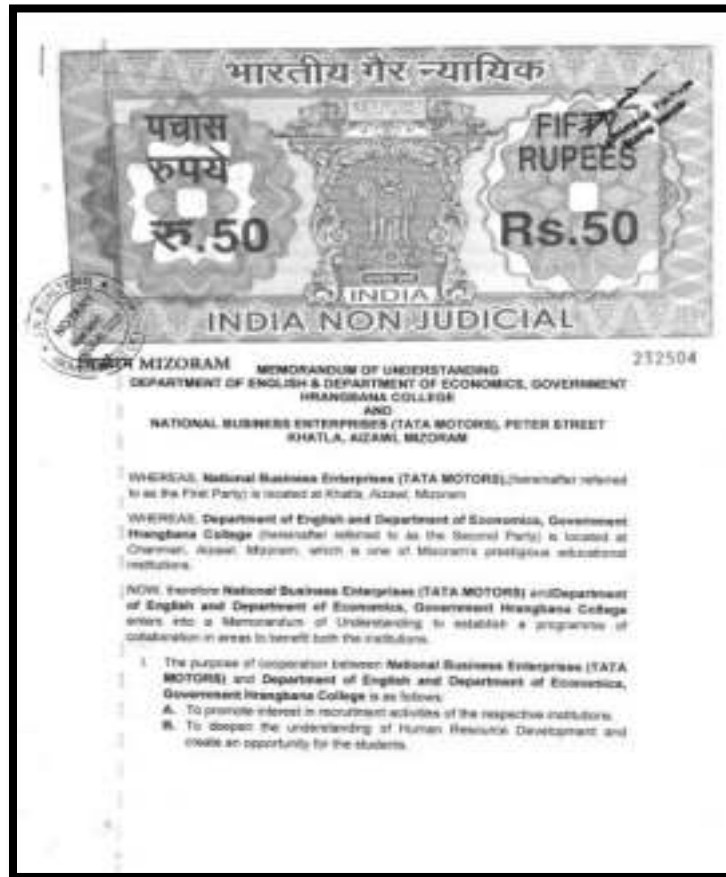 भारतीय गैर न्यायिक
पचास
रुपये
रु.50
FIFTY
RUPEES
Rs.50
INDIA
INDIA NON JUDICIAL
MIZORAM
232504
MEMORANDUM OF UNDERSTANDING
DEPARTMENT OF ENGLISH & DEPARTMENT OF ECONOMICS, GOVERNMENT
HRANGBANA COLLEGE
AND
NATIONAL BUSINESS ENTERPRISES (TATA MOTORS), PETER STREET
KHATLA, AIZAWL MIZORAM
WHEREAS, National Business Enterprises (TATA MOTORS),(hereinafter referred
to as the First Party) is located at Khatla, Aizawl, Mizoram
WHEREAS, Department of English and Department of Economics, Government
Hrangbana College (hereinafter referred to as the Second Party) is located at
Chanmari, Aizawl, Mizoram, which is one of Mizoram's prestigious educational
institutions.
NOW, therefore National Business Enterprises (TATA MOTORS) andDepartment
of English and Department of Economics, Government Hrangbana College
enters into a Memorandum of Understanding to establish a programme of
collaboration in areas to benefit both the institutions.
I. The purpose of cooperation between National Business Enterprises (TATA
MOTORS) and Department of English and Department of Economics,
Government Hrangbana College is as follows:
A. To promote interest in recruitment activities of the respective institutions.
B. To deepen the understanding of Human Resource Development and
create an opportunity for the students.